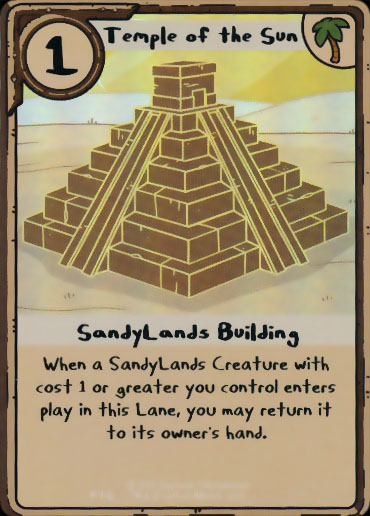 1
Temple of the Sun
SandyLands Building
When a SandyLands Creature with
cost 1 or greater you control enters
play in this Lane, you may return it
to its owner's hand.